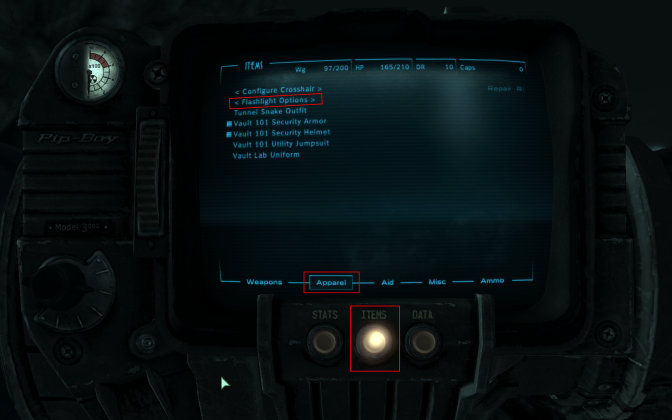 ITEMS Wg 97/200 HP 165/210 DR 10 Caps 0
< Configure Crosshair > Repair
< Flashlight Options >
Tunnel Snake Outfit
Vault 101 Security Armor
Vault 101 Security Helmet
Vault 101 Utility Jumpsuit
Vault Lab Uniform
Pip-Boy
Model 3000
Weapons Apparel Aid Misc Ammo
STATS ITEMS DATA